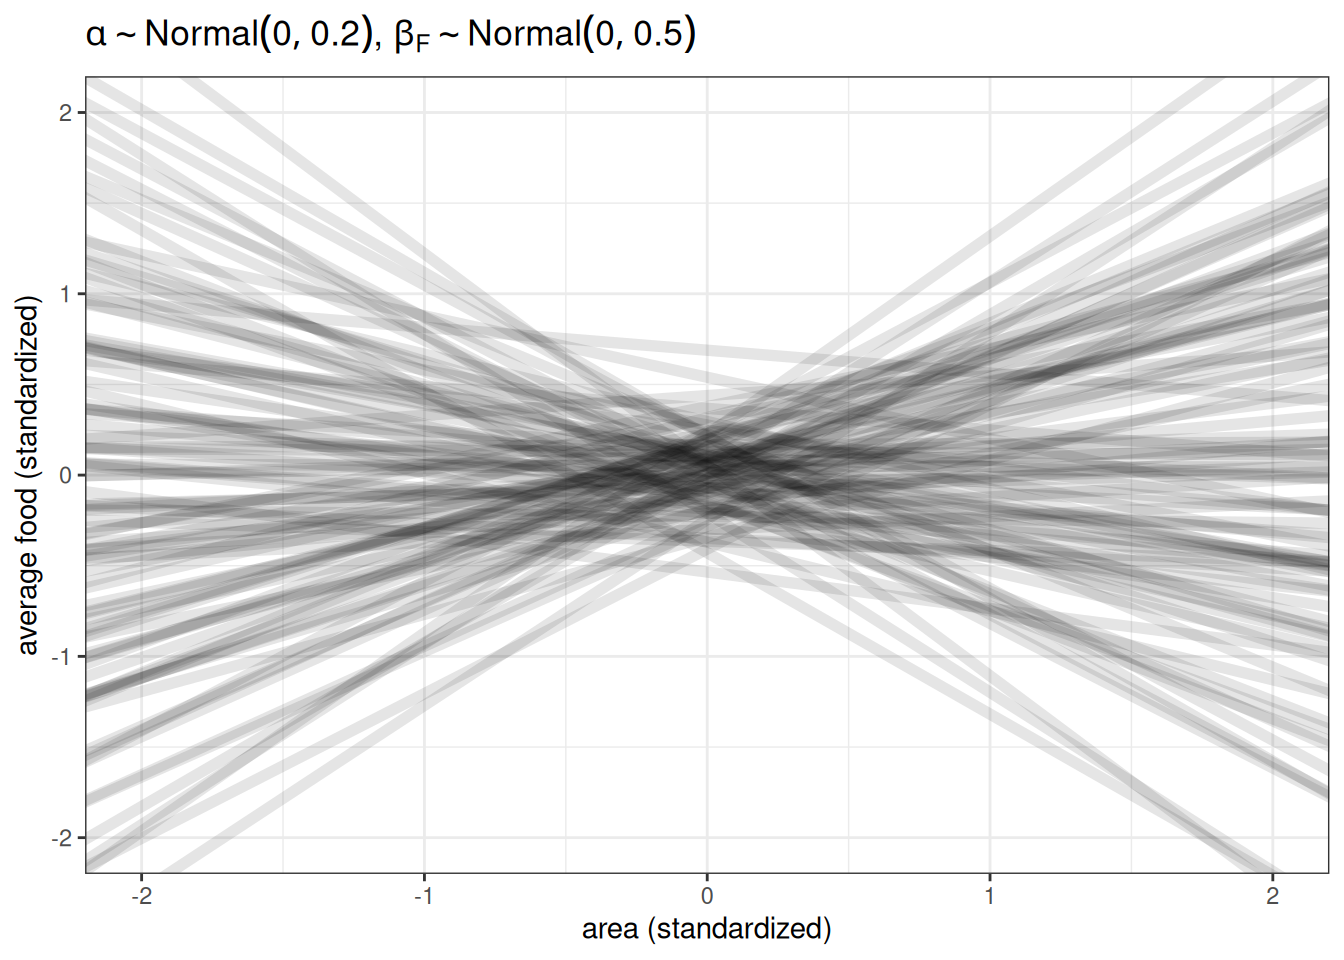 α ~ Normal(0, 0.2), βF ~ Normal(0, 0.5)
2
1
0
-1
-2
average food (standardized)
-2 -1 0 1 2
area (standardized)